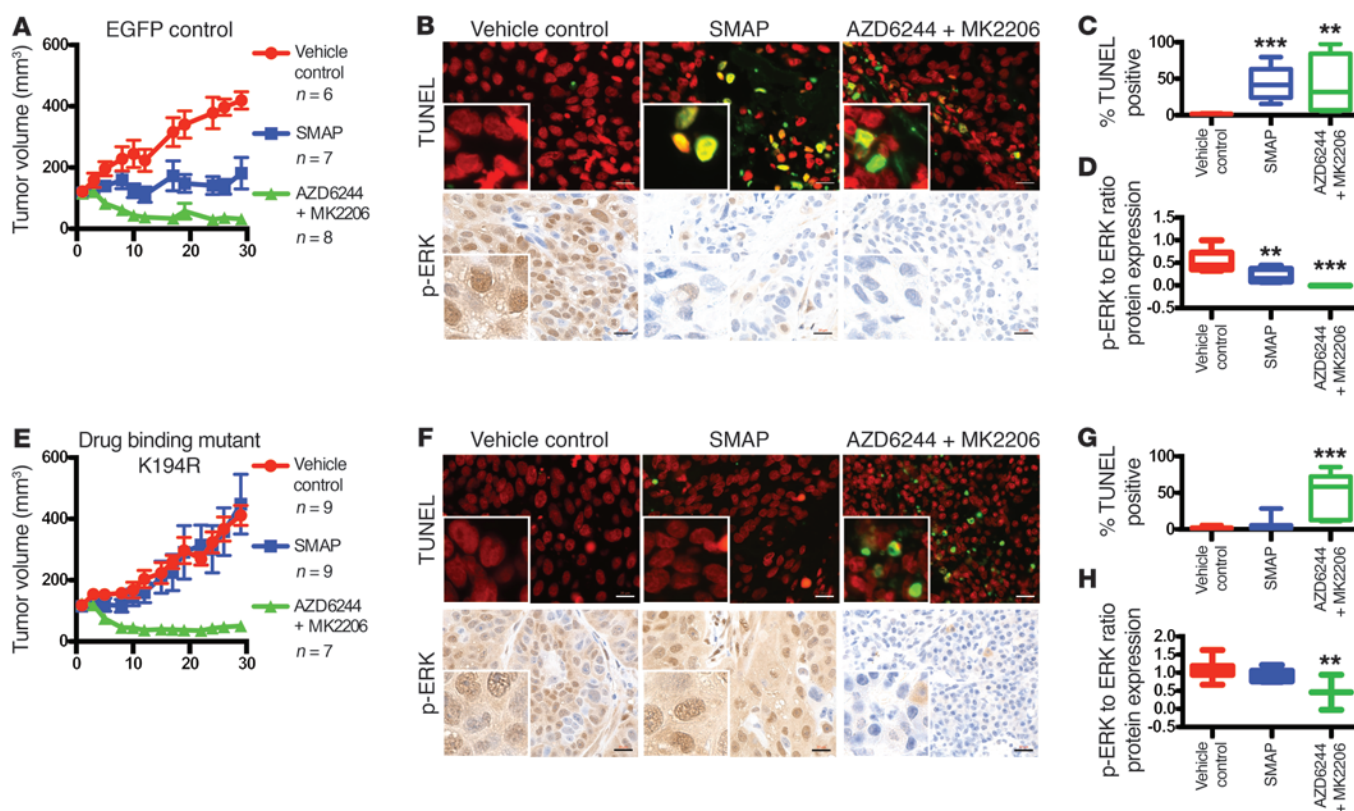 A
EGFP control
Tumor volume (mm³)
600
400
200
0
0
10
20
30
Vehicle
control
n = 6
SMAP
n = 7
AZD6244
+ MK2206
n = 8
B
Vehicle control
SMAP
AZD6244 + MK2206
TUNEL
p-ERK
C
% TUNEL
positive
100
50
0
***
**
Vehicle
control
SMAP
AZD6244
+ MK2206
D
p-ERK to ERK ratio
protein expression
1.5
1.0
0.5
0.0
-0.5
**
***
Vehicle
control
SMAP
AZD6244
+ MK2206
E
Drug binding mutant
K194R
Tumor volume (mm³)
600
400
200
0
0
10
20
30
Vehicle
control
n = 9
SMAP
n = 9
AZD6244
+ MK2206
n = 7
F
Vehicle control
SMAP
AZD6244 + MK2206
TUNEL
p-ERK
G
% TUNEL
positive
100
50
0
***
Vehicle
control
SMAP
AZD6244
+ MK2206
H
p-ERK to ERK ratio
protein expression
2.0
1.5
1.0
0.5
0.0
-0.5
**
Vehicle
control
SMAP
AZD6244
+ MK2206